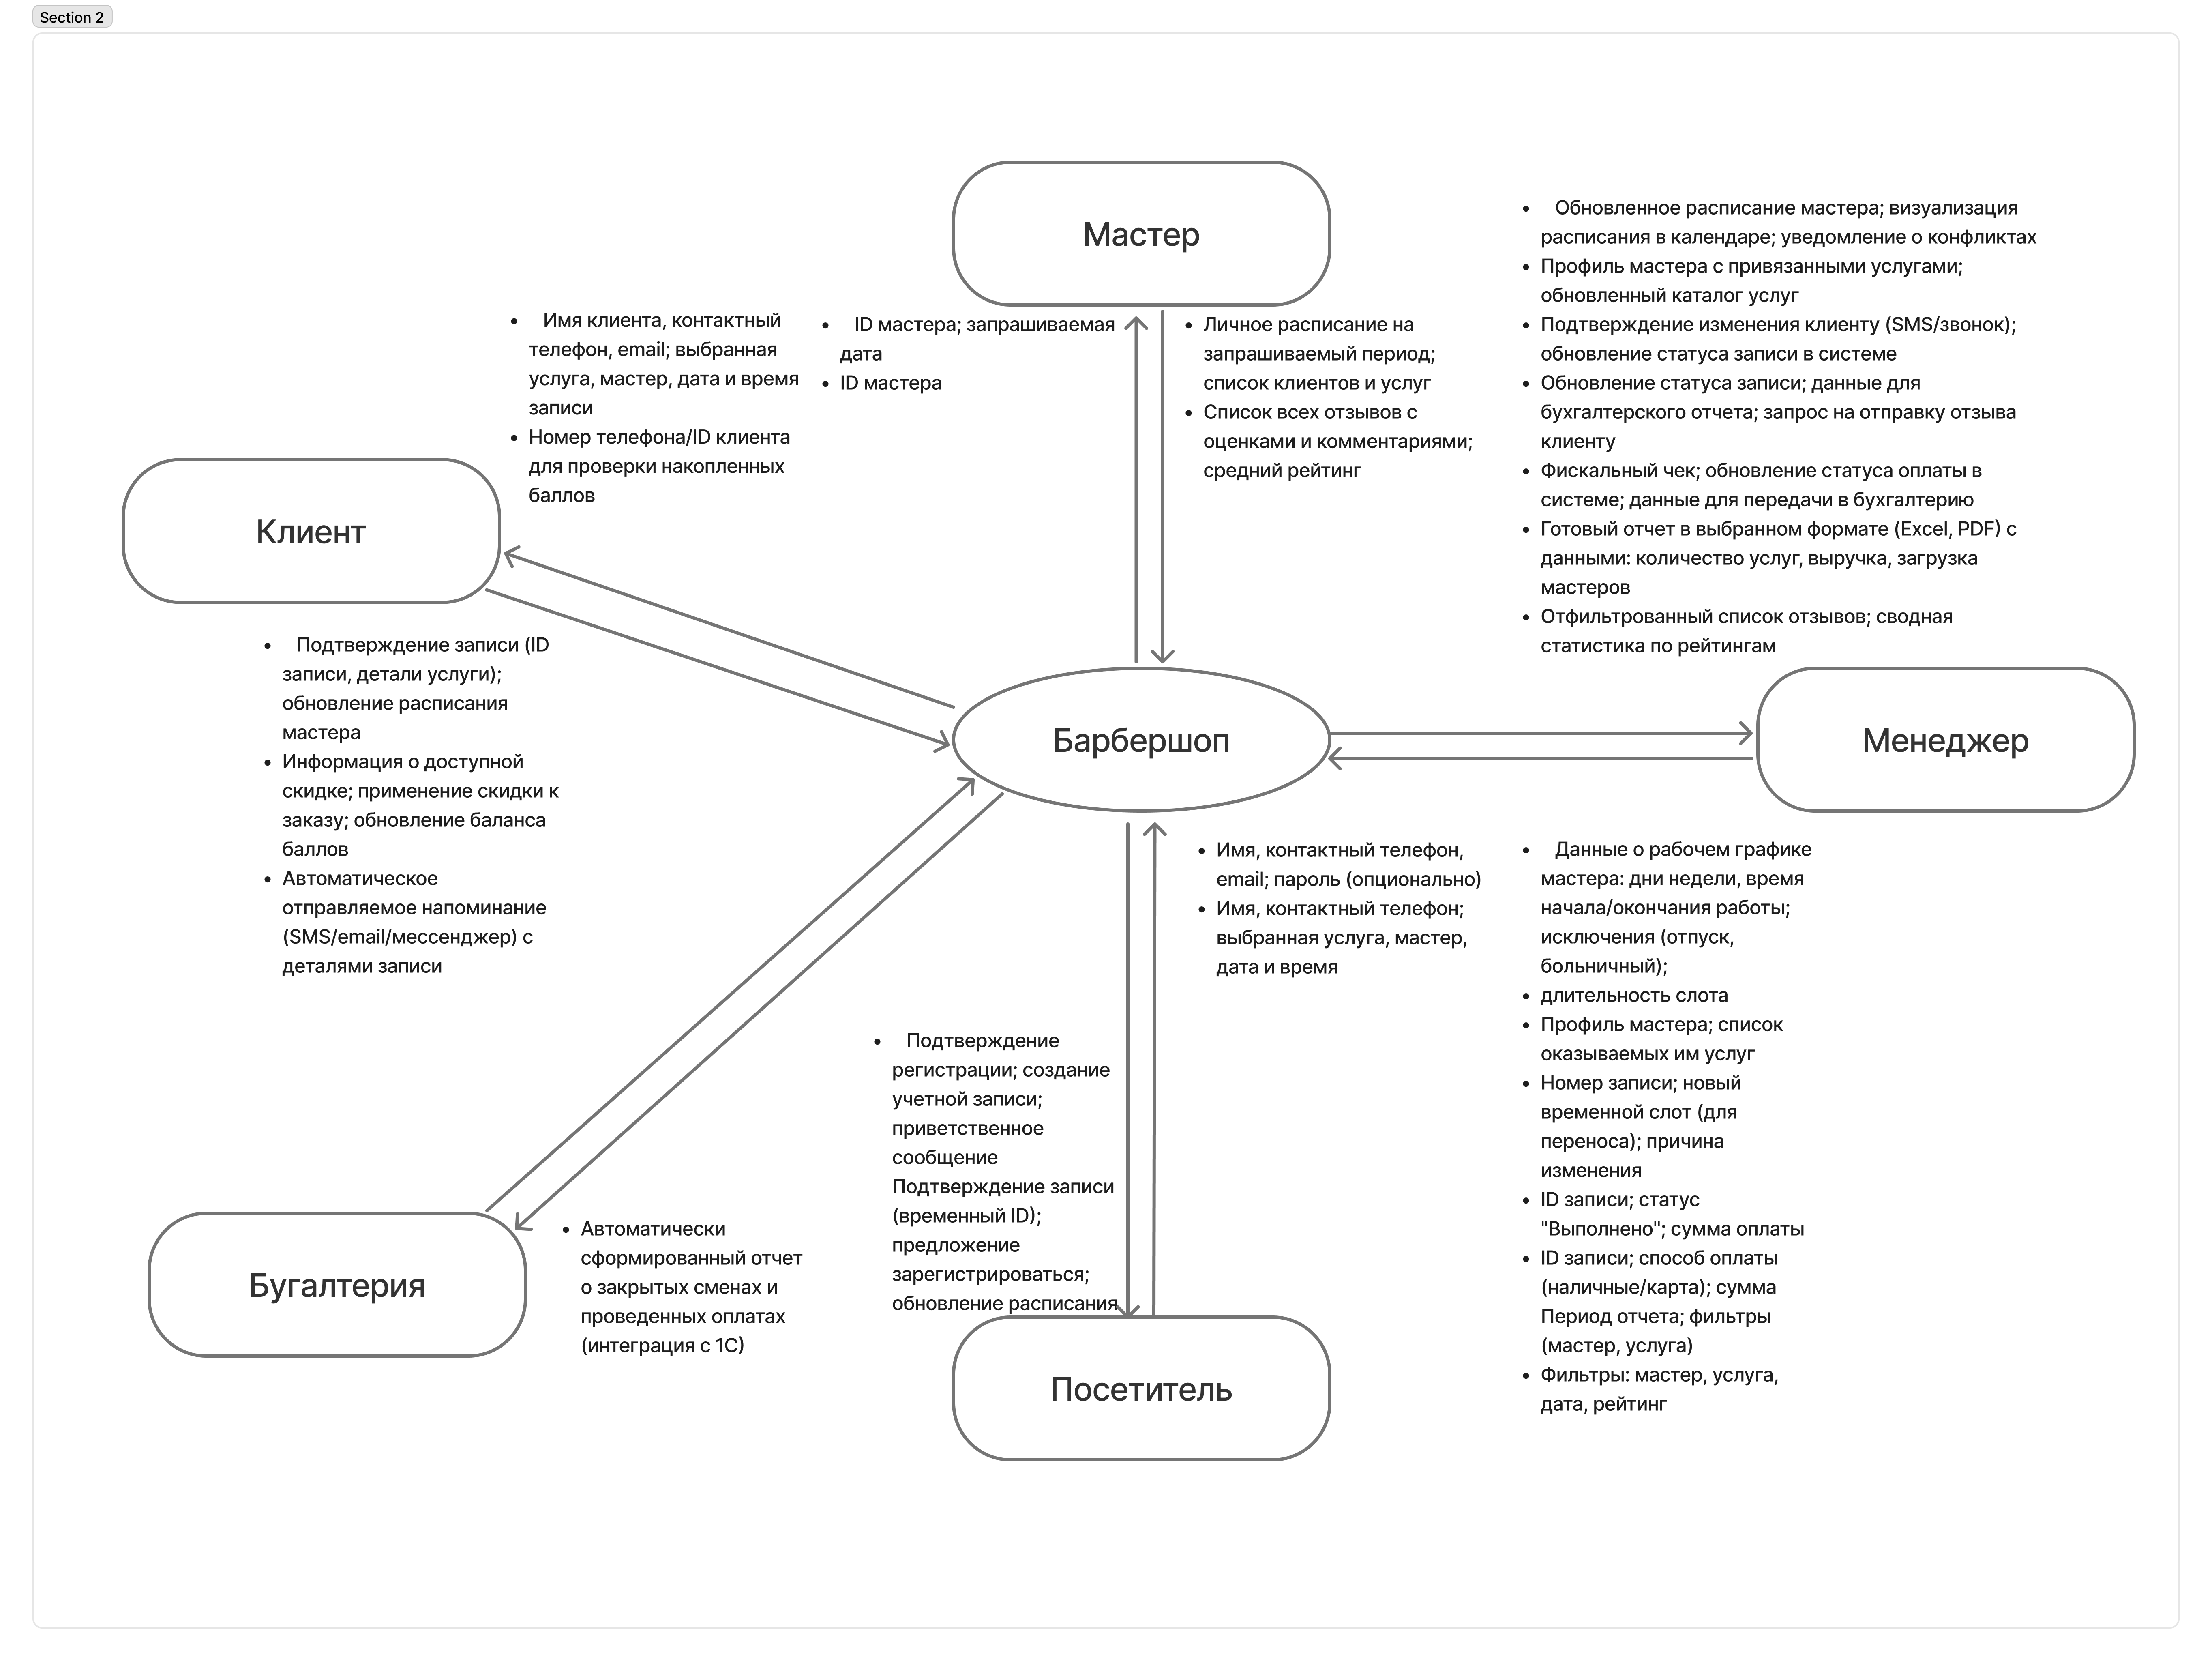 Section 2
Мастер
• Обновленное расписание мастера; визуализация
расписания в календаре; уведомление о конфликтах
• Профиль мастера с привязанными услугами;
обновленный каталог услуг
• Подтверждение изменения клиенту (SMS/звонок);
обновление статуса записи в системе
• Обновление статуса записи; данные для
бухгалтерского отчета; запрос на отправку отзыва
клиенту
• Фискальный чек; обновление статуса оплаты в
системе; данные для передачи в бухгалтерию
• Готовый отчет в выбранном формате (Excel, PDF) с
данными: количество услуг, выручка, загрузка
мастеров
• Отфильтрованный список отзывов; сводная
статистика по рейтингам
• Имя клиента, контактный
телефон, email; выбранная
услуга, мастер, дата и время
записи
• Номер телефона/ID клиента
для проверки накопленных
баллов
• ID мастера; запрашиваемая
дата
• ID мастера
• Личное расписание на
запрашиваемый период;
список клиентов и услуг
• Список всех отзывов с
оценками и комментариями;
средний рейтинг
Клиент
• Подтверждение записи (ID
записи, детали услуги);
обновление расписания
мастера
• Информация о доступной
скидке; применение скидки к
заказу; обновление баланса
баллов
• Автоматическое
отправляемое напоминание
(SMS/email/мессенджер) с
деталями записи
Барбершоп
Менеджер
• Имя, контактный телефон,
email; пароль (опционально)
• Имя, контактный телефон;
выбранная услуга, мастер,
дата и время
• Данные о рабочем графике
мастера: дни недели, время
начала/окончания работы;
исключения (отпуск,
больничный);
• длительность слота
• Профиль мастера; список
оказываемых им услуг
• Номер записи; новый
временной слот (для
переноса); причина
изменения
• ID записи; статус
"Выполнено"; сумма оплаты
• ID записи; способ оплаты
(наличные/карта); сумма
Период отчета; фильтры
(мастер, услуга)
• Фильтры: мастер, услуга,
дата, рейтинг
• Подтверждение
регистрации; создание
учетной записи;
приветственное
сообщение
Подтверждение записи
(временный ID);
предложение
зарегистрироваться;
обновление расписания
Бугалтерия
• Автоматически
сформированный отчет
о закрытых сменах и
проведенных оплатах
(интеграция с 1С)
Посетитель